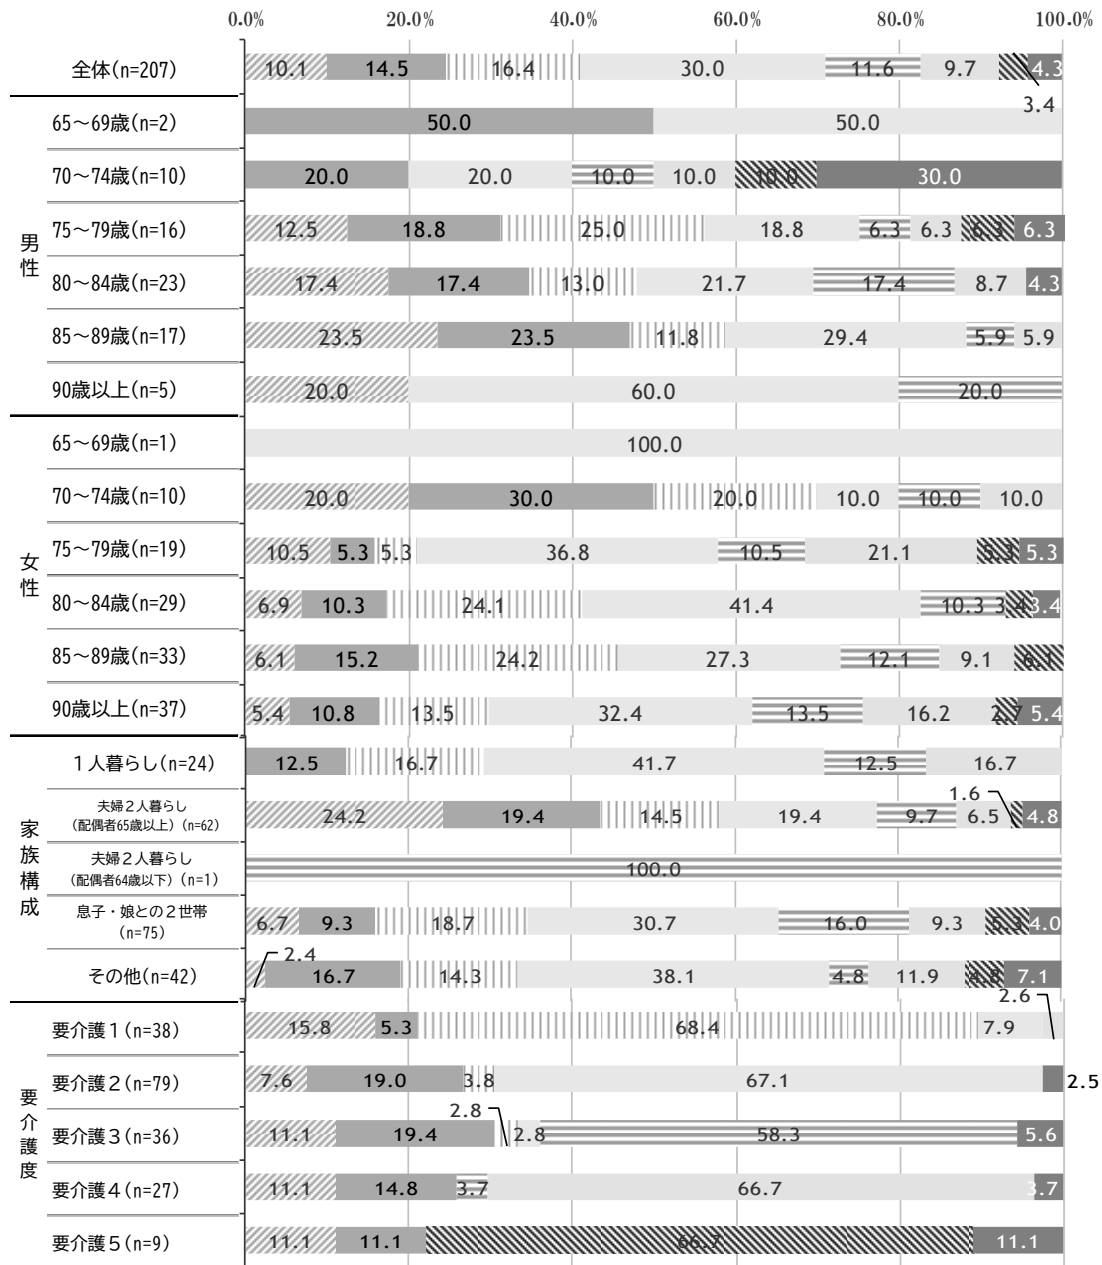 0.0% 20.0% 40.0% 60.0% 80.0% 100.0%
全体(n=207) 10.1 14.5 16.4 30.0 11.6 9.7 3.4 4.3
男性
65～69歳(n=2) 50.0 50.0
70～74歳(n=10) 20.0 20.0 10.0 10.0 10.0 30.0
75～79歳(n=16) 12.5 18.8 25.0 18.8 6.3 6.3 6.3 6.3
80～84歳(n=23) 17.4 17.4 13.0 21.7 17.4 8.7 4.3
85～89歳(n=17) 23.5 23.5 11.8 29.4 5.9 5.9
90歳以上(n=5) 20.0 60.0 20.0
女性
65～69歳(n=1) 100.0
70～74歳(n=10) 20.0 30.0 20.0 10.0 10.0 10.0
75～79歳(n=19) 10.5 5.3 5.3 36.8 10.5 21.1 5.3 5.3
80～84歳(n=29) 6.9 10.3 24.1 41.4 10.3 3.4 3.4
85～89歳(n=33) 6.1 15.2 24.2 27.3 12.1 9.1 6.1
90歳以上(n=37) 5.4 10.8 13.5 32.4 13.5 16.2 2.7 5.4
家族構成
１人暮らし(n=24) 12.5 16.7 41.7 12.5 16.7
夫婦２人暮らし
(配偶者65歳以上) (n=62) 24.2 19.4 14.5 19.4 9.7 6.5 1.6 4.8
夫婦２人暮らし
(配偶者64歳以下) (n=1) 100.0
息子・娘との２世帯
(n=75) 6.7 9.3 18.7 30.7 16.0 9.3 5.3 4.0
その他(n=42) 2.4 16.7 14.3 38.1 4.8 11.9 4.8 7.1
要介護度
要介護１(n=38) 15.8 5.3 68.4 7.9 2.6
要介護２(n=79) 7.6 19.0 3.8 67.1 2.5
要介護３(n=36) 11.1 19.4 2.8 2.8 58.3 5.6
要介護４(n=27) 11.1 14.8 3.7 66.7 3.7
要介護５(n=9) 11.1 11.1 66.7 11.1